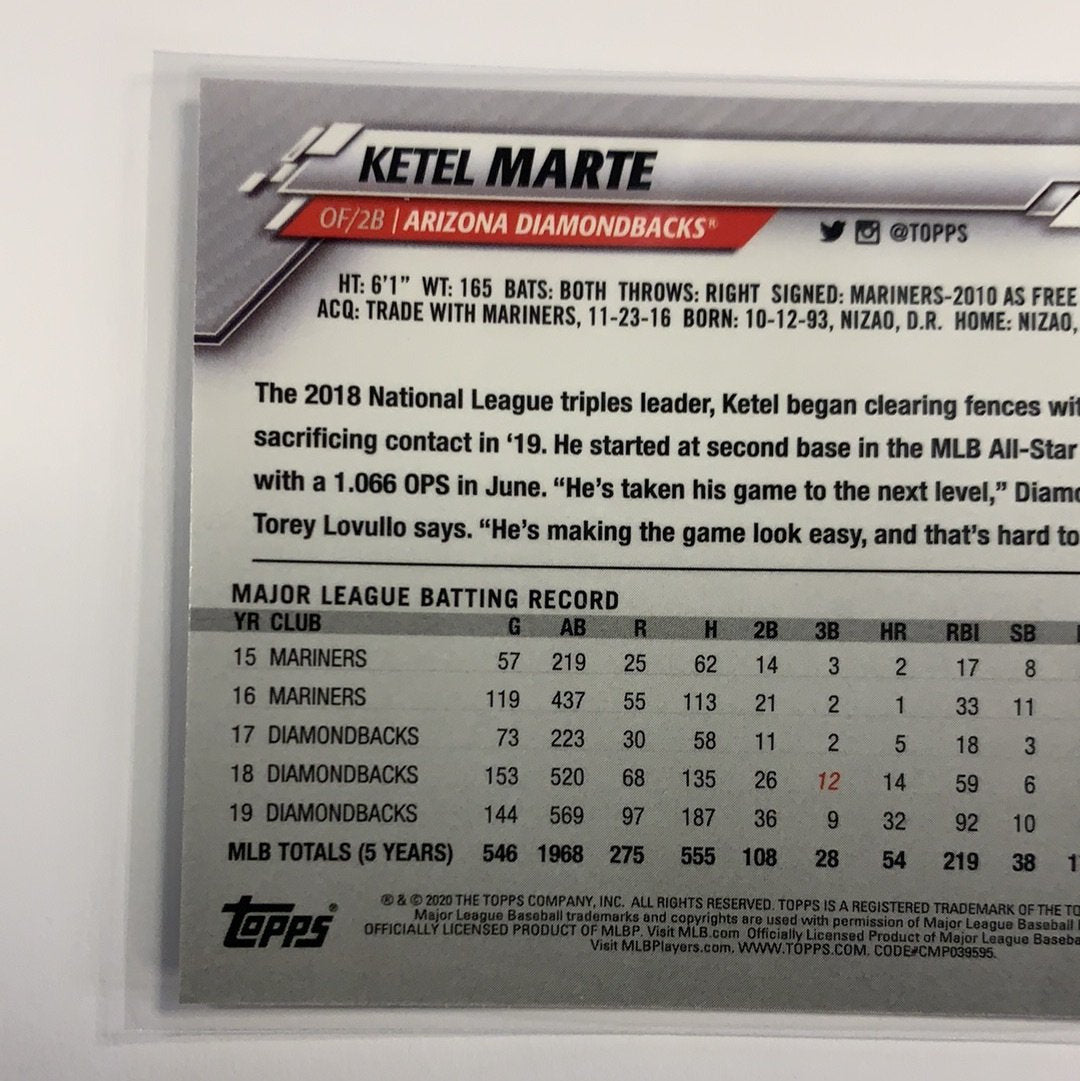 KETEL MARTE
OF/2B | ARIZONA DIAMONDBACKS®
@TOPPS
HT: 6'1" WT: 165 BATS: BOTH THROWS: RIGHT SIGNED: MARINERS-2010 AS FREE
ACQ: TRADE WITH MARINERS, 11-23-16 BORN: 10-12-93, NIZAO, D.R. HOME: NIZAO,
The 2018 National League triples leader, Ketel began clearing fences
sacrificing contact in ‘19. He started at second base in the MLB All-Star
with a 1.066 OPS in June. “He’s taken his game to the next level,”
Torey Lovullo says. “He’s making the game look easy, and that’s hard to
MAJOR LEAGUE BATTING RECORD
YR CLUB G AB R H 2B 3B HR RBI SB
15 MARINERS 57 219 25 62 14 3 2 17 8
16 MARINERS 119 437 55 113 21 2 1 33 11
17 DIAMONDBACKS 73 223 30 58 11 2 5 18 3
18 DIAMONDBACKS 153 520 68 135 26 12 14 59 6
19 DIAMONDBACKS 144 569 97 187 36 9 32 92 10
MLB TOTALS (5 YEARS) 546 1968 275 555 108 28 54 219 38
TOPPS®
® & © 2020 THE TOPPS COMPANY, INC. ALL RIGHTS RESERVED. TOPPS IS A REGISTERED TRADEMARK OF THE
Major League Baseball trademarks and copyrights are used with permission of Major League Baseball
OFFICIALLY LICENSED PRODUCT OF MLBP. Visit MLB.com Officially Licensed Product of Major League
Visit MLBPlayers.com, WWW.TOPPS.COM. CODE#CMP039595.